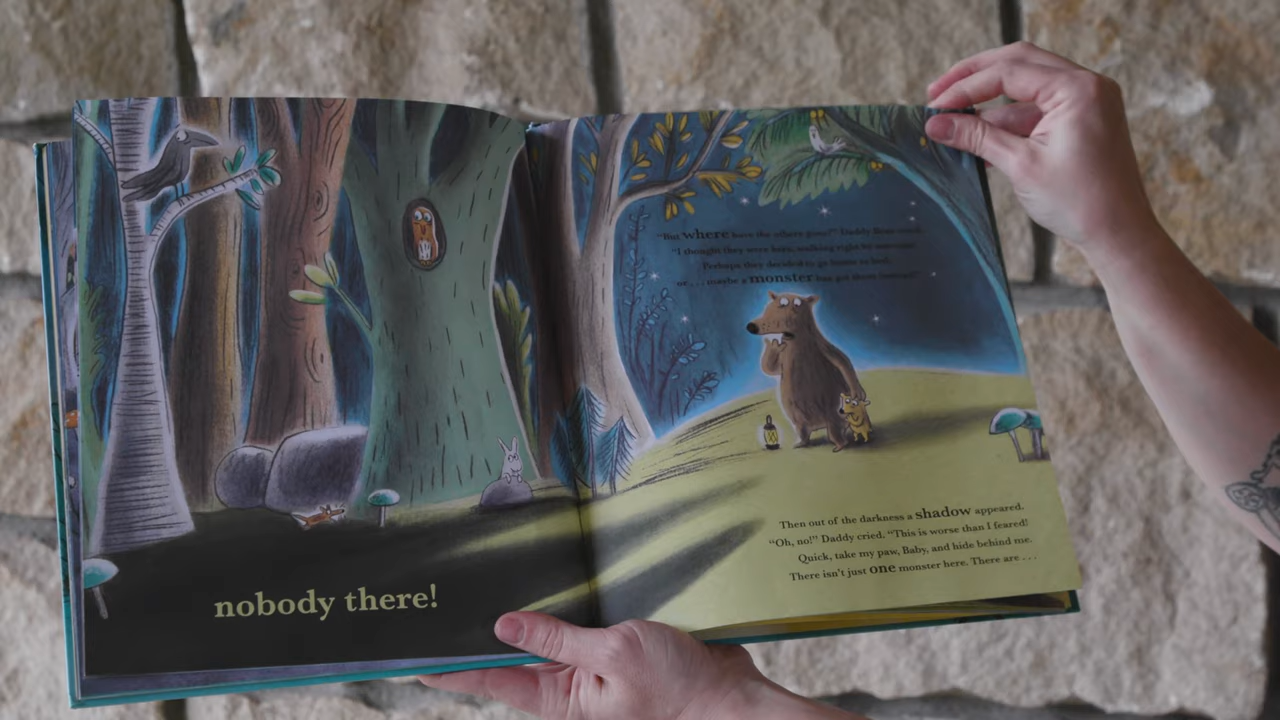 nobody there!
"But where have the others gone?" Daddy Bear said.
"I thought they were here, walking right by
Perhaps they decided to go home to bed,
or . . . maybe a monster has got them instead!"
Then out of the darkness a shadow appeared.
"Oh, no!" Daddy cried. "This is worse than I feared!
Quick, take my paw, Baby, and hide behind me.
There isn't just one monster here. There are . . .